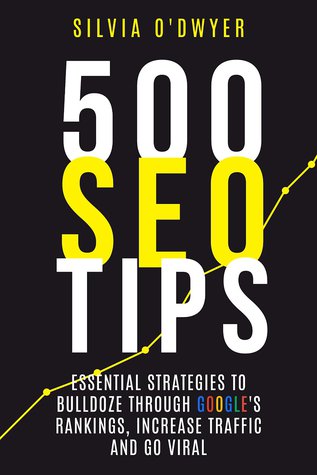 SILVIA O'DWYER
500
SEO
TIPS
ESSENTIAL STRATEGIES TO
BULLDOZE THROUGH GOOGLE'S
RANKINGS, INCREASE TRAFFIC
AND GO VIRAL